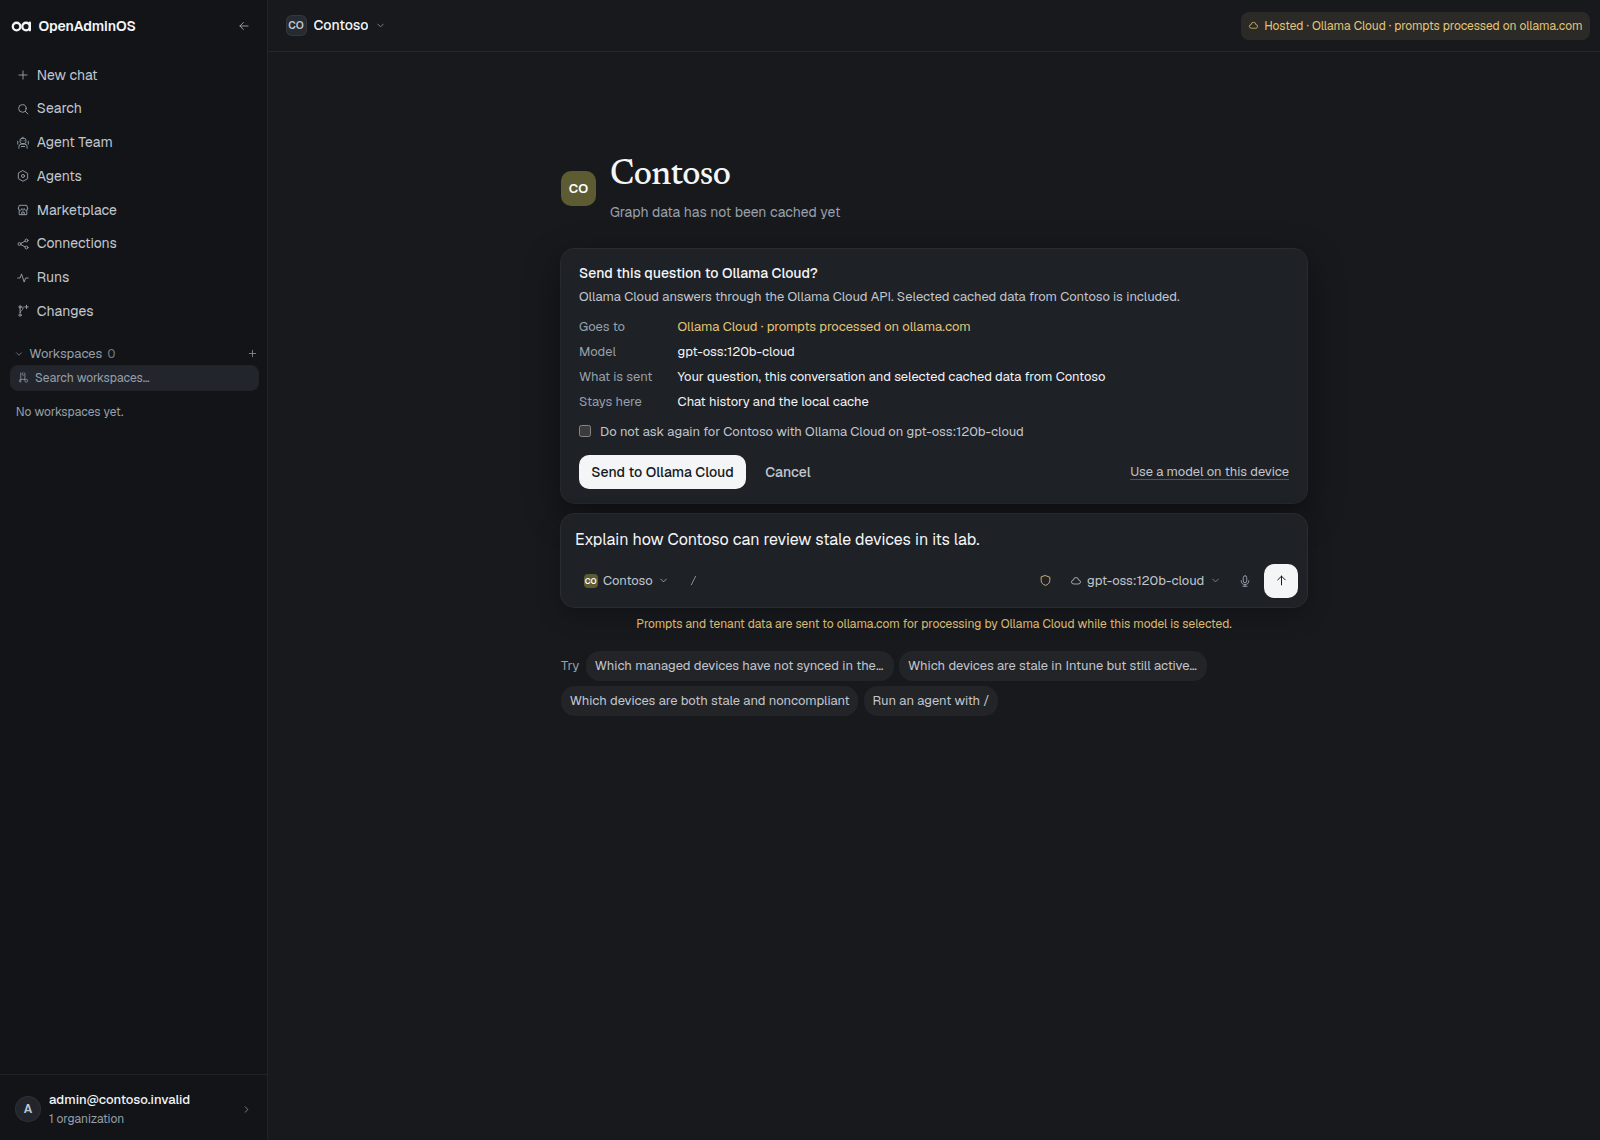 OpenAdminOS
New chat
Search
Agent Team
Agents
Marketplace
Connections
Runs
Changes
Workspaces 0
Search workspaces...
No workspaces yet.
A
admin@contoso.invalid
1 organization
CO Contoso
Hosted · Ollama Cloud · prompts processed on ollama.com
CO
Contoso
Graph data has not been cached yet
Send this question to Ollama Cloud?
Ollama Cloud answers through the Ollama Cloud API. Selected cached data from Contoso is included.
Goes to Ollama Cloud · prompts processed on ollama.com
Model gpt-oss:120b-cloud
What is sent Your question, this conversation and selected cached data from Contoso
Stays here Chat history and the local cache
Do not ask again for Contoso with Ollama Cloud on gpt-oss:120b-cloud
Send to Ollama Cloud Cancel Use a model on this device
Explain how Contoso can review stale devices in its lab.
CO Contoso / gpt-oss:120b-cloud
Prompts and tenant data are sent to ollama.com for processing by Ollama Cloud while this model is selected.
Try Which managed devices have not synced in the... Which devices are stale in Intune but still active...
Which devices are both stale and noncompliant Run an agent with /